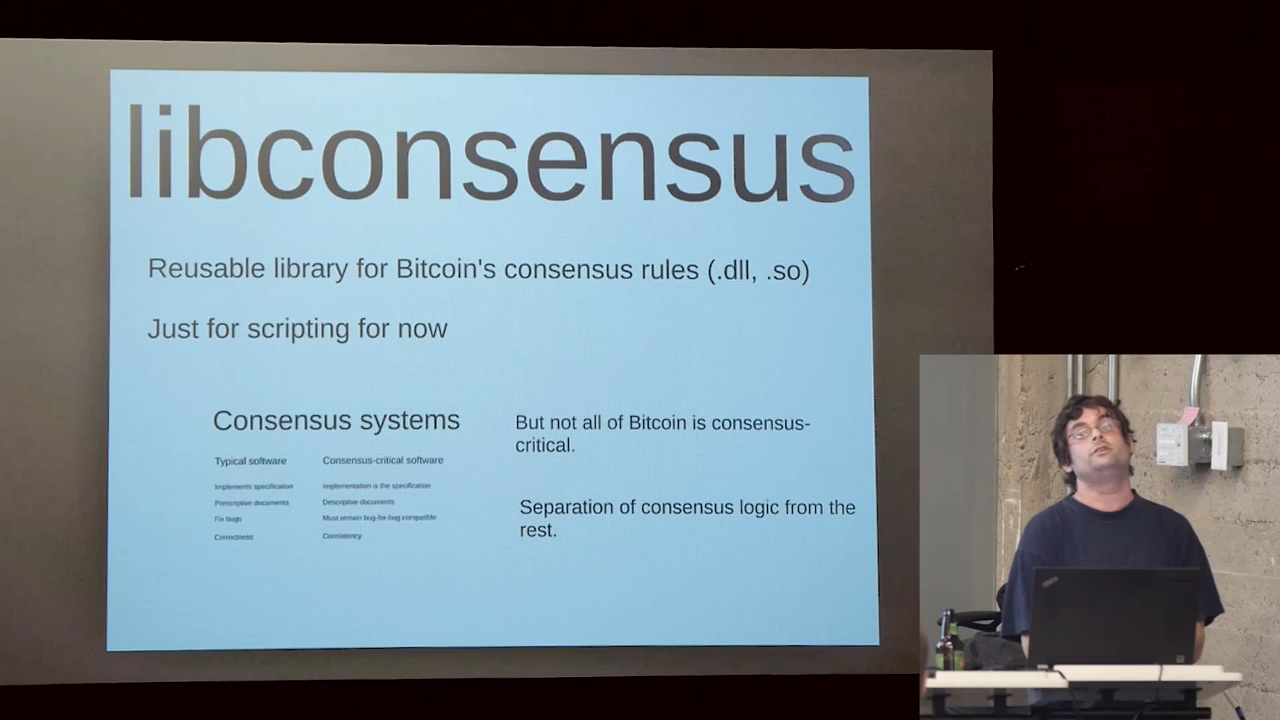 libconsensus
Reusable library for Bitcoin's consensus rules (.dll, .so)
Just for scripting for now
Consensus systems
Typical software Consensus-critical software
Implements specification Implementation is the specification
Prescriptive documents Descriptive documents
Fix bugs Must remain bug-for-bug compatible
Correctness Consistency
But not all of Bitcoin is consensus-
critical.
Separation of consensus logic from the
rest.